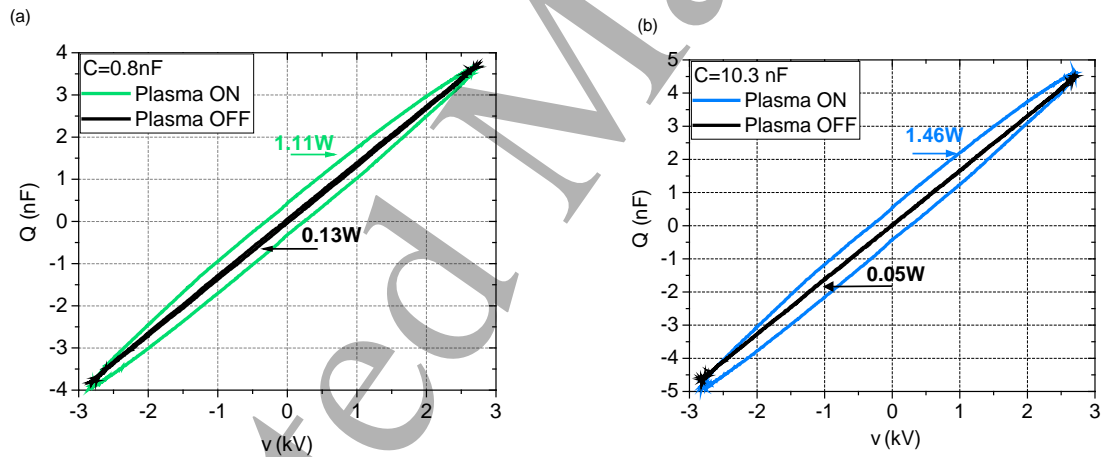 (a)
C=0.8nF
Plasma ON
Plasma OFF
1.11W
0.13W
Q (nF)
4
3
2
1
0
-1
-2
-3
-4
-3
-2
-1
0
1
2
3
v (kV)
(b)
C=10.3 nF
Plasma ON
Plasma OFF
1.46W
0.05W
Q (nF)
5
4
3
2
1
0
-1
-2
-3
-4
-5
-3
-2
-1
0
1
2
3
v (kV)
ted Ma